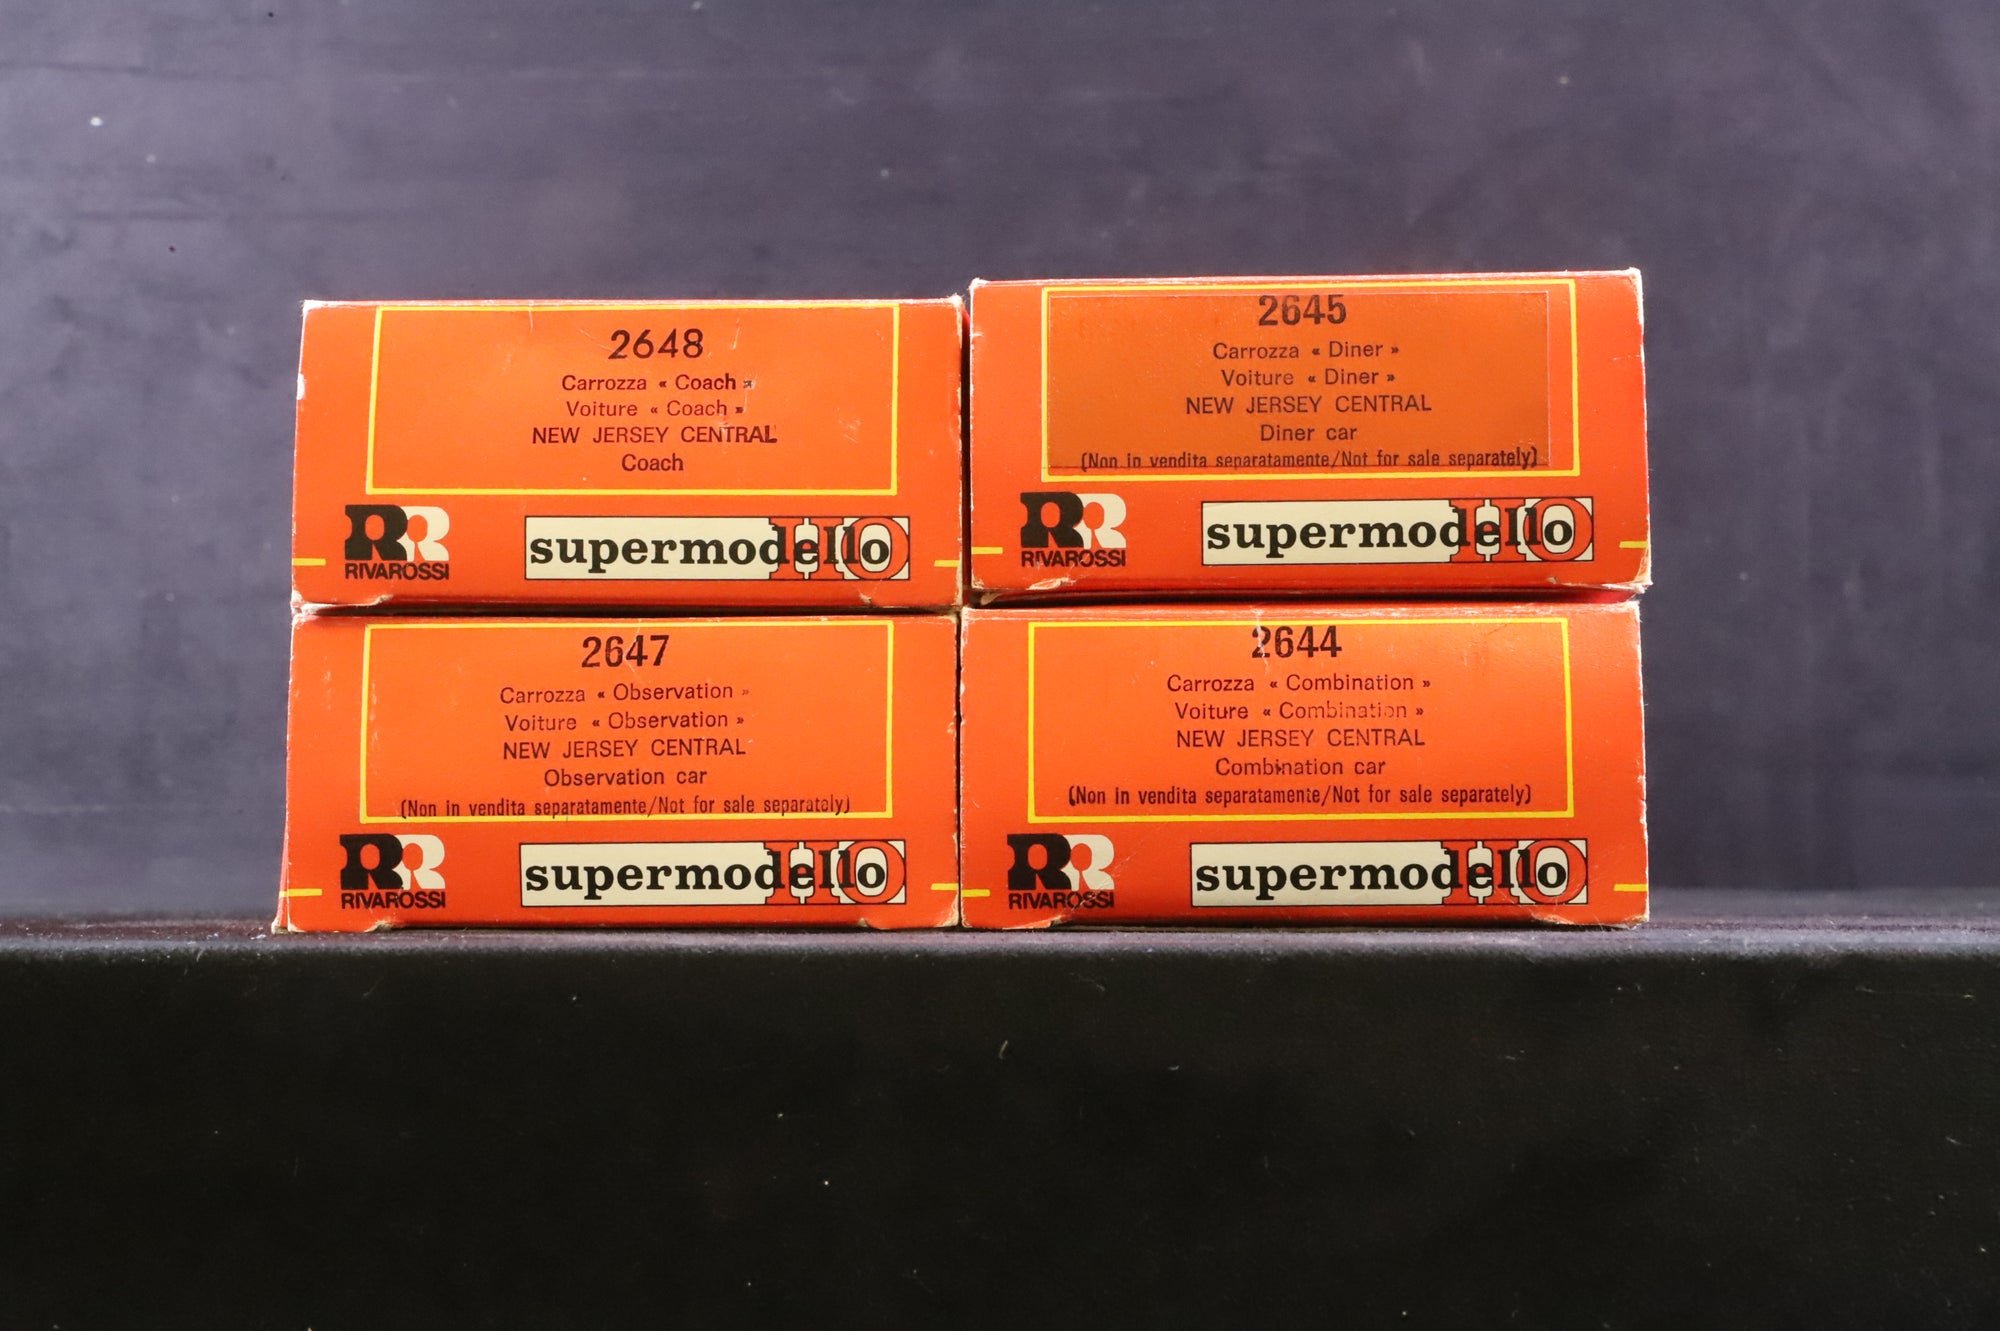 2648
Carrozza « Coach »
Voiture « Coach »
NEW JERSEY CENTRAL
Coach
RR
RIVAROSSI
supermodello HO
2645
Carrozza « Diner »
Voiture « Diner »
NEW JERSEY CENTRAL
Diner car
(Non in vendita separatamente/Not for sale separately)
RR
RIVAROSSI
supermodello HO
2647
Carrozza « Observation »
Voiture « Observation »
NEW JERSEY CENTRAL
Observation car
(Non in vendita separatamente/Not for sale separately)
RR
RIVAROSSI
supermodello HO
2644
Carrozza « Combination »
Voiture « Combination »
NEW JERSEY CENTRAL
Combination car
(Non in vendita separatamente/Not for sale separately)
RR
RIVAROSSI
supermodello HO